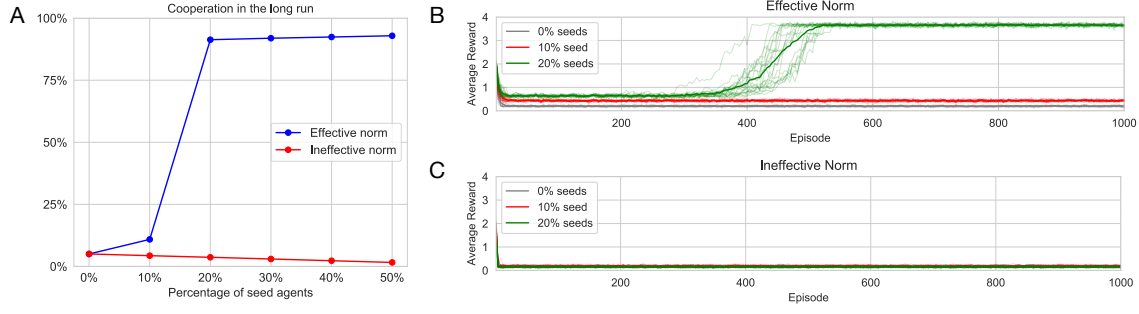 A
Cooperation in the long run
100%
75%
50%
25%
0%
Effective norm
Ineffective norm
0% 10% 20% 30% 40% 50%
Percentage of seed agents
B
Effective Norm
Average Reward
4
3
2
1
0
0% seeds
10% seed
20% seeds
200 400 600 800 1000
Episode
C
Ineffective Norm
Average Reward
4
3
2
1
0
0% seeds
10% seed
20% seeds
200 400 600 800 1000
Episode